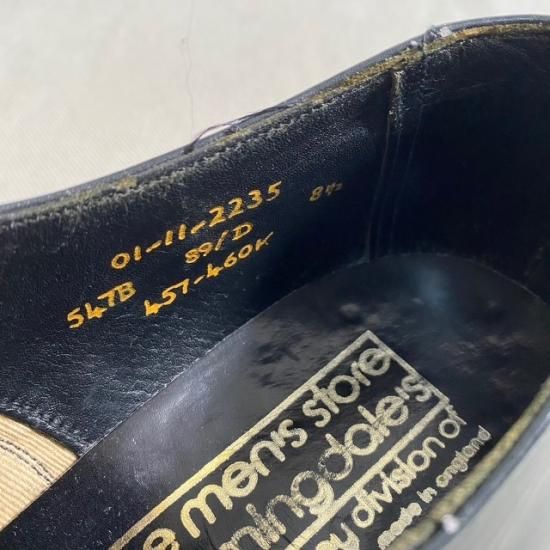 01-11-2235 8½
547B 89/D
457-460K
men's store
mingdale's
division of
made in england